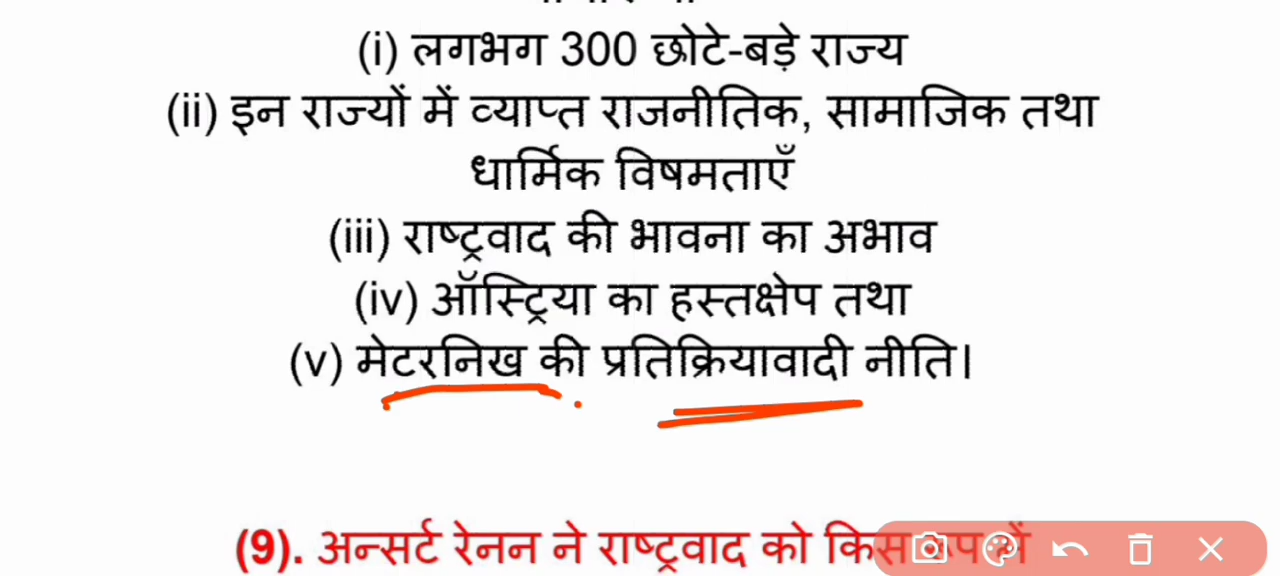 (i) लगभग 300 छोटे-बड़े राज्य
(ii) इन राज्यों में व्याप्त राजनीतिक, सामाजिक तथा
धार्मिक विषमताएँ
(iii) राष्ट्रवाद की भावना का अभाव
(iv) ऑस्ट्रिया का हस्तक्षेप तथा
(v) मेटरनिख की प्रतिक्रियावादी नीति।
(9). अन्सर्ट रेनन ने राष्ट्रवाद को किस